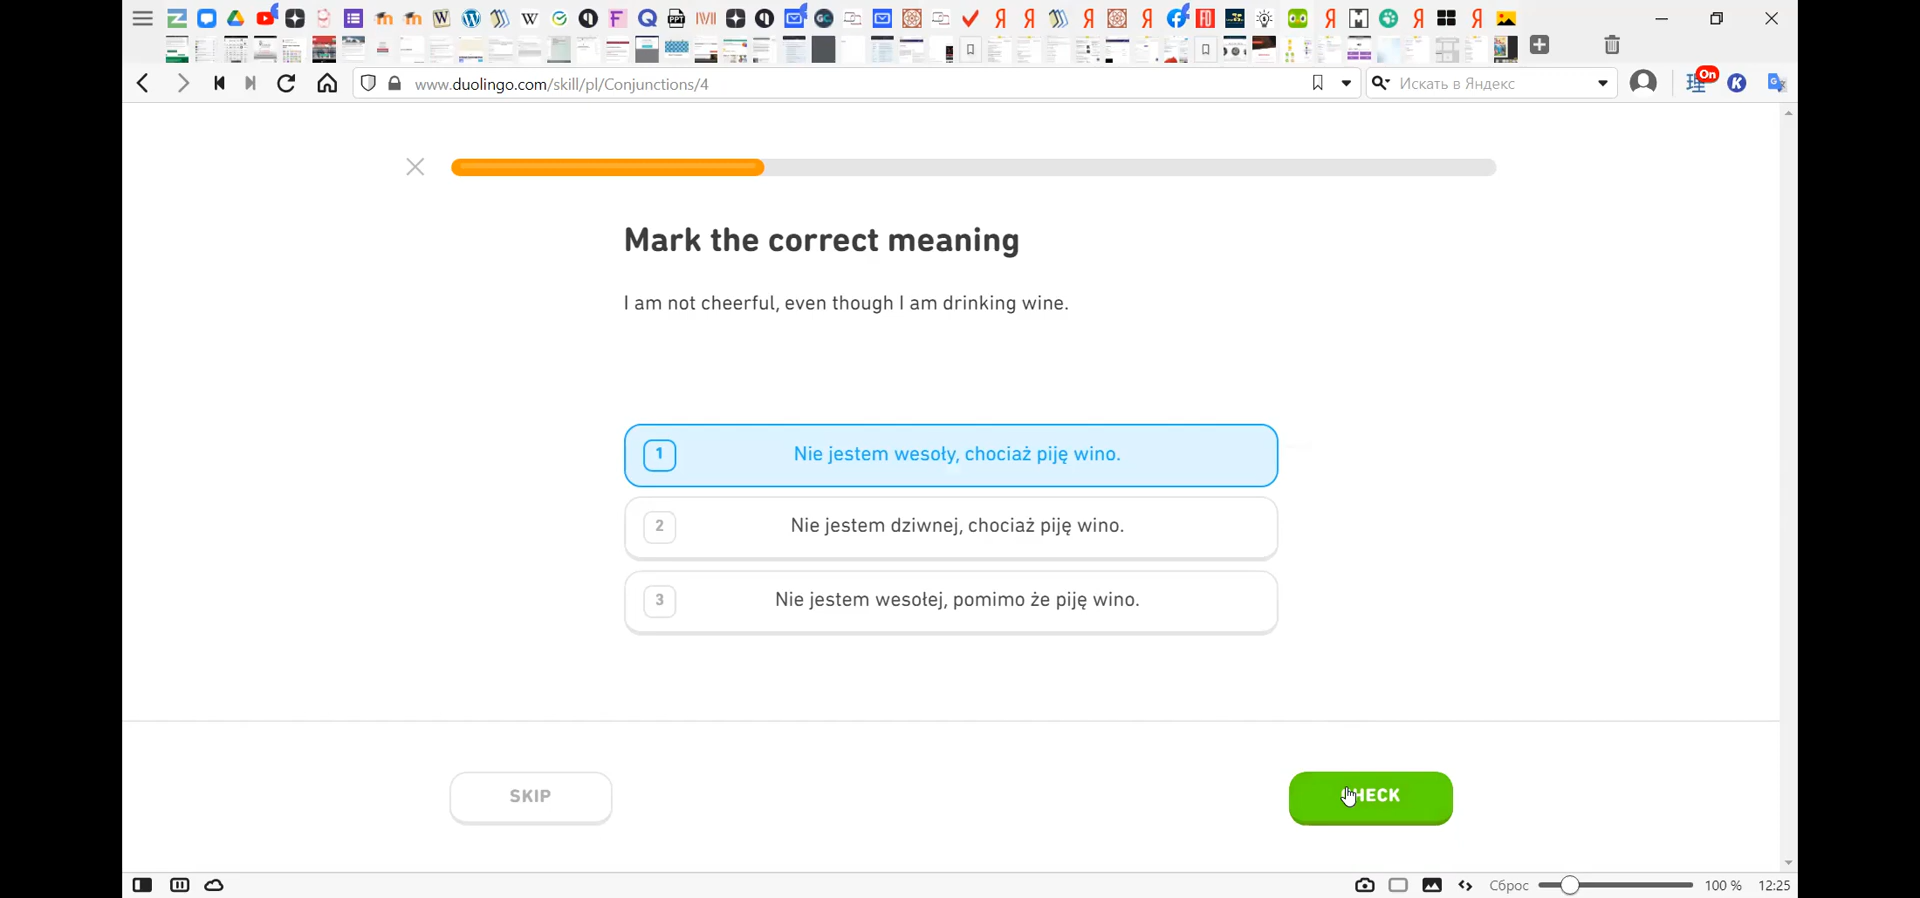 www.duolingo.com/skill/pl/Conjunctions/4
Искать в Яндекс
On
Mark the correct meaning
I am not cheerful, even though I am drinking wine.
1 Nie jestem wesoły, chociaż piję wino.
2 Nie jestem dziwnej, chociaż piję wino.
3 Nie jestem wesołej, pomimo że piję wino.
SKIP
CHECK
Сброс
100 %
12:25